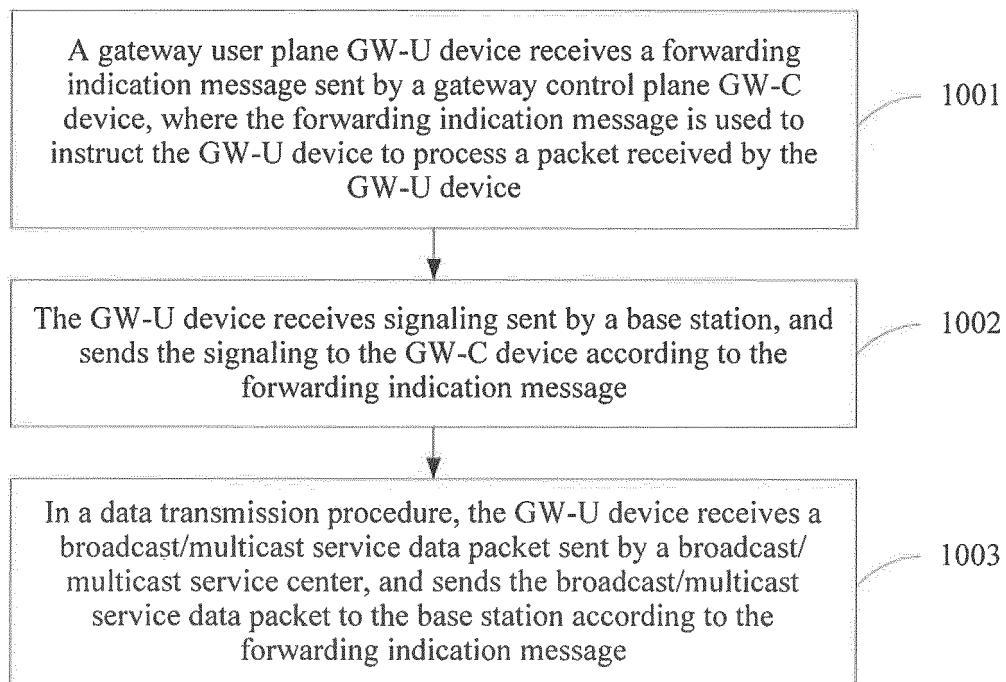 A gateway user plane GW-U device receives a forwarding
indication message sent by a gateway control plane GW-C
device, where the forwarding indication message is used to
instruct the GW-U device to process a packet received by the
GW-U device
1001
The GW-U device receives signaling sent by a base station, and
sends the signaling to the GW-C device according to the
forwarding indication message
1002
In a data transmission procedure, the GW-U device receives a
broadcast/multicast service data packet sent by a broadcast/
multicast service center, and sends the broadcast/multicast
service data packet to the base station according to the
forwarding indication message
1003